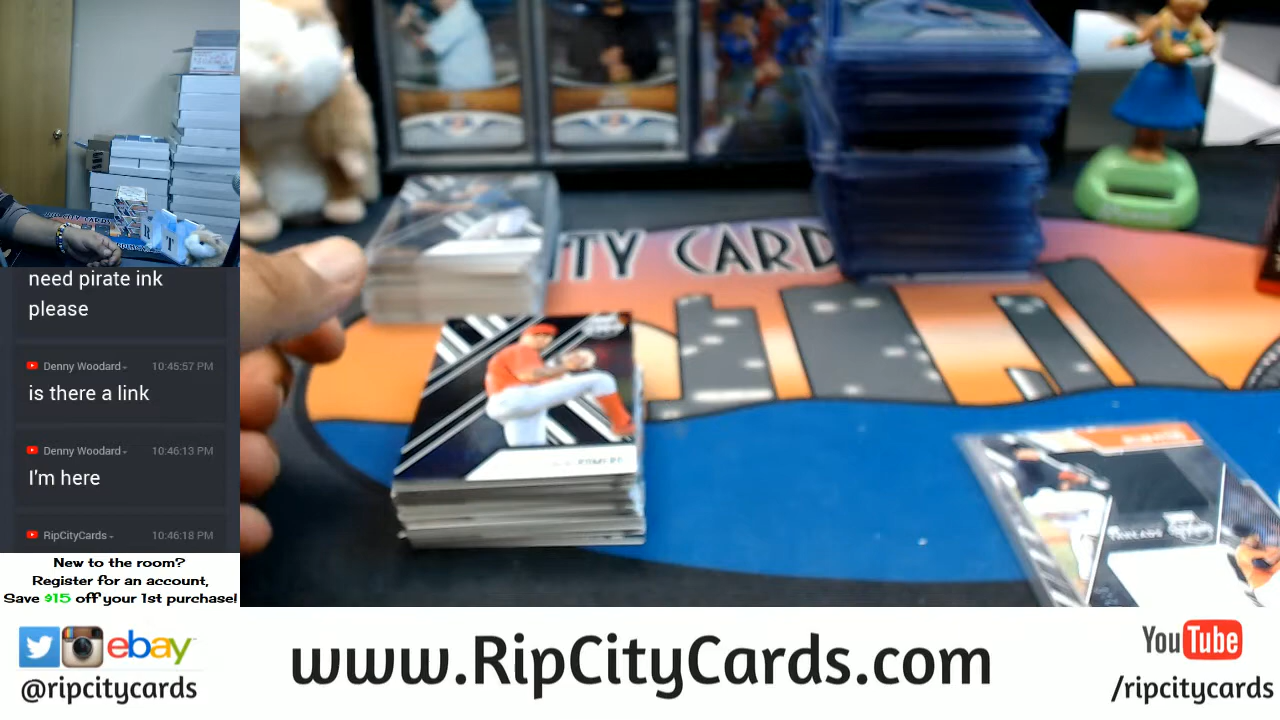 need pirate ink
please
Denny Woodard 10:45:57 PM
is there a link
Denny Woodard 10:46:13 PM
I'm here
RipCityCards 10:46:18 PM
New to the room?
Register for an account,
Save $15 off your 1st purchase!
ITY CARD
ebay
@ripcitycards
www.RipCityCards.com
YouTube
/ripcitycards